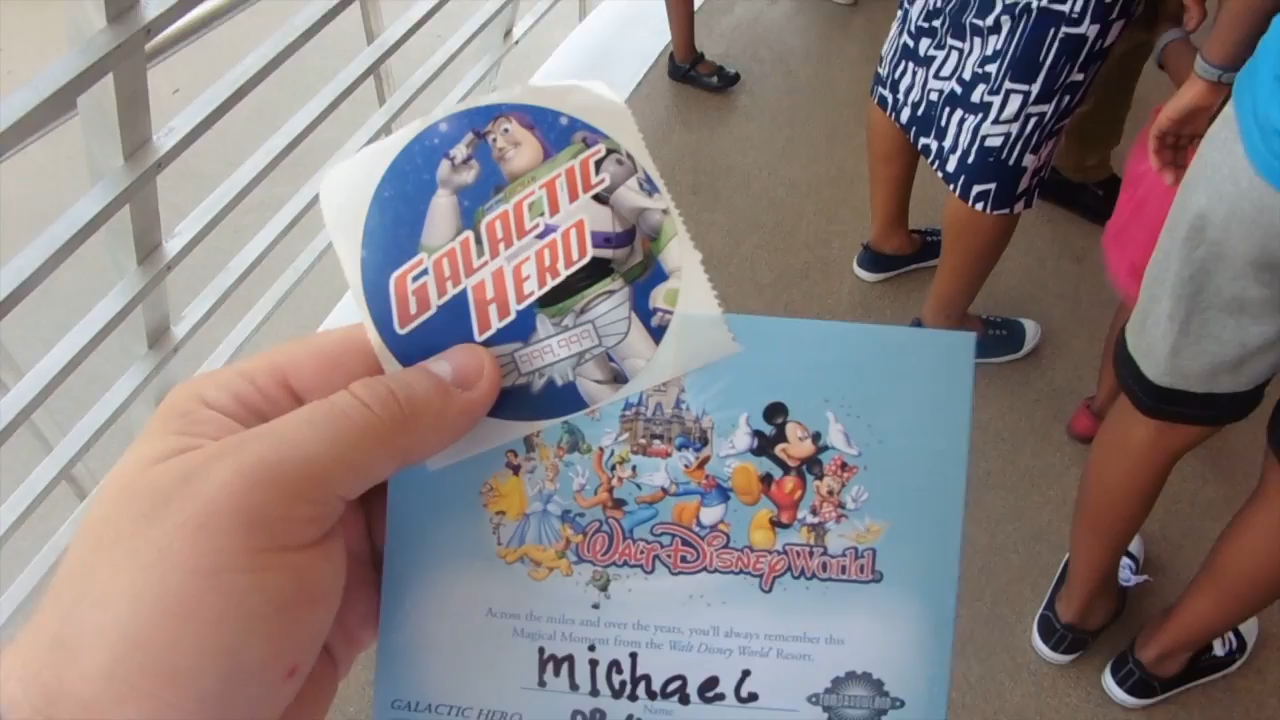 GALACTIC
HERO
999,999
WALT DISNEY World
Across the miles and over the years, you'll always remember this
Magical Moment from the Walt Disney World Resort.
michael
Name
TOMORROWLAND
GALACTIC HERO